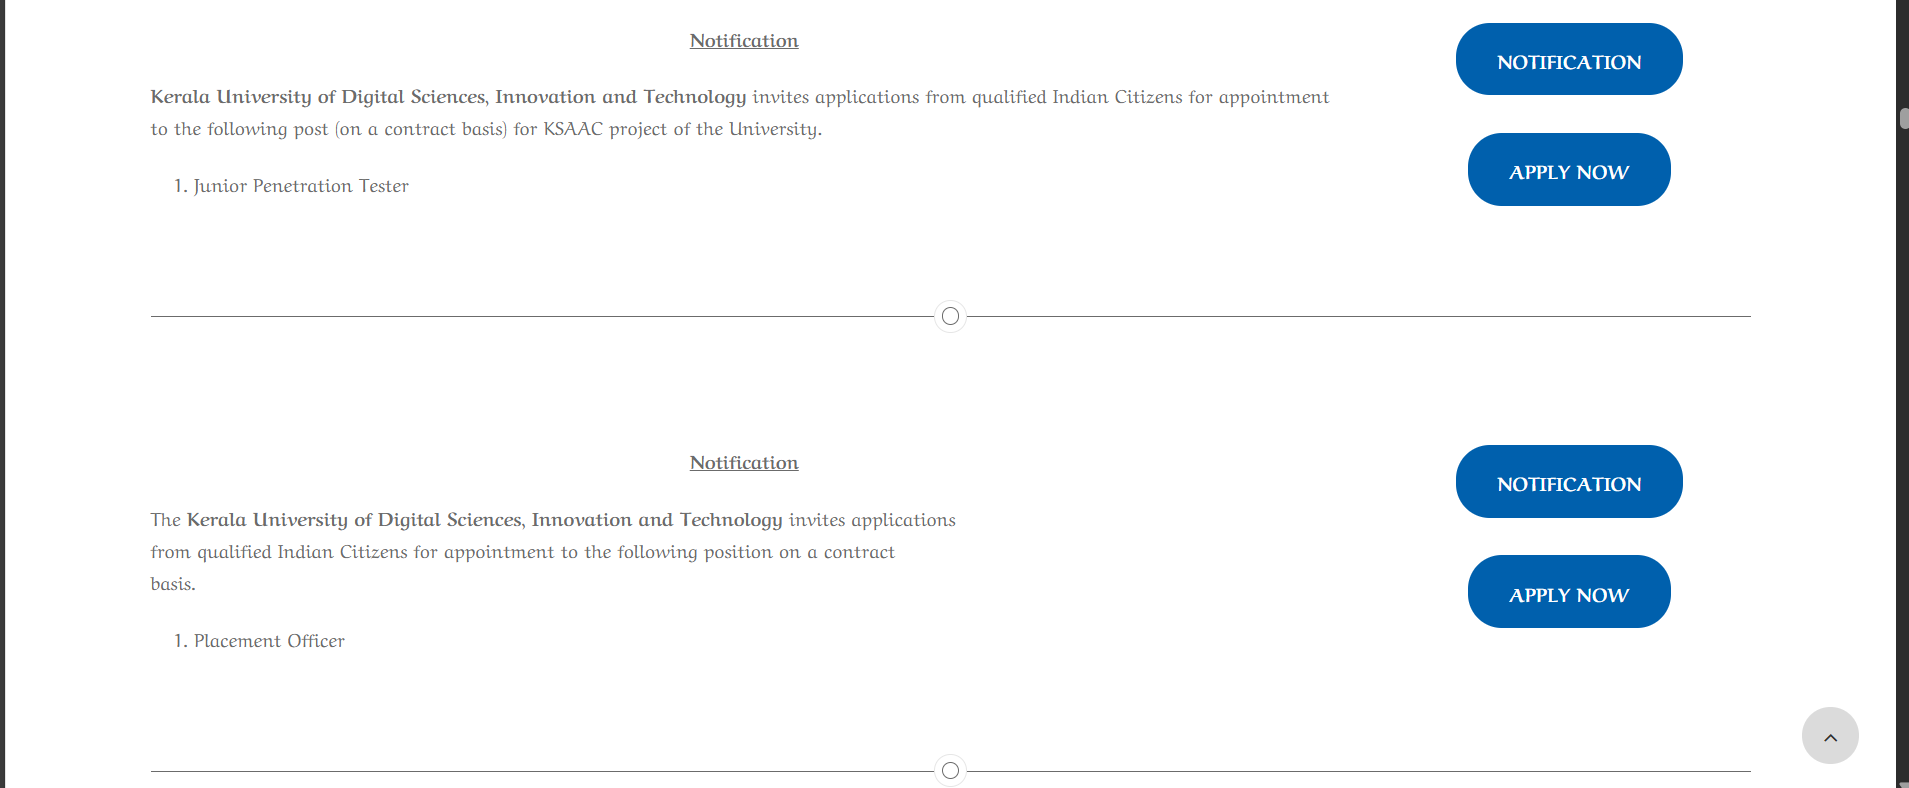 Notification
Kerala University of Digital Sciences, Innovation and Technology invites applications from qualified Indian Citizens for appointment
to the following post (on a contract basis) for KSAAC project of the University.
1. Junior Penetration Tester
NOTIFICATION
APPLY NOW
Notification
The Kerala University of Digital Sciences, Innovation and Technology invites applications
from qualified Indian Citizens for appointment to the following position on a contract
basis.
1. Placement Officer
NOTIFICATION
APPLY NOW